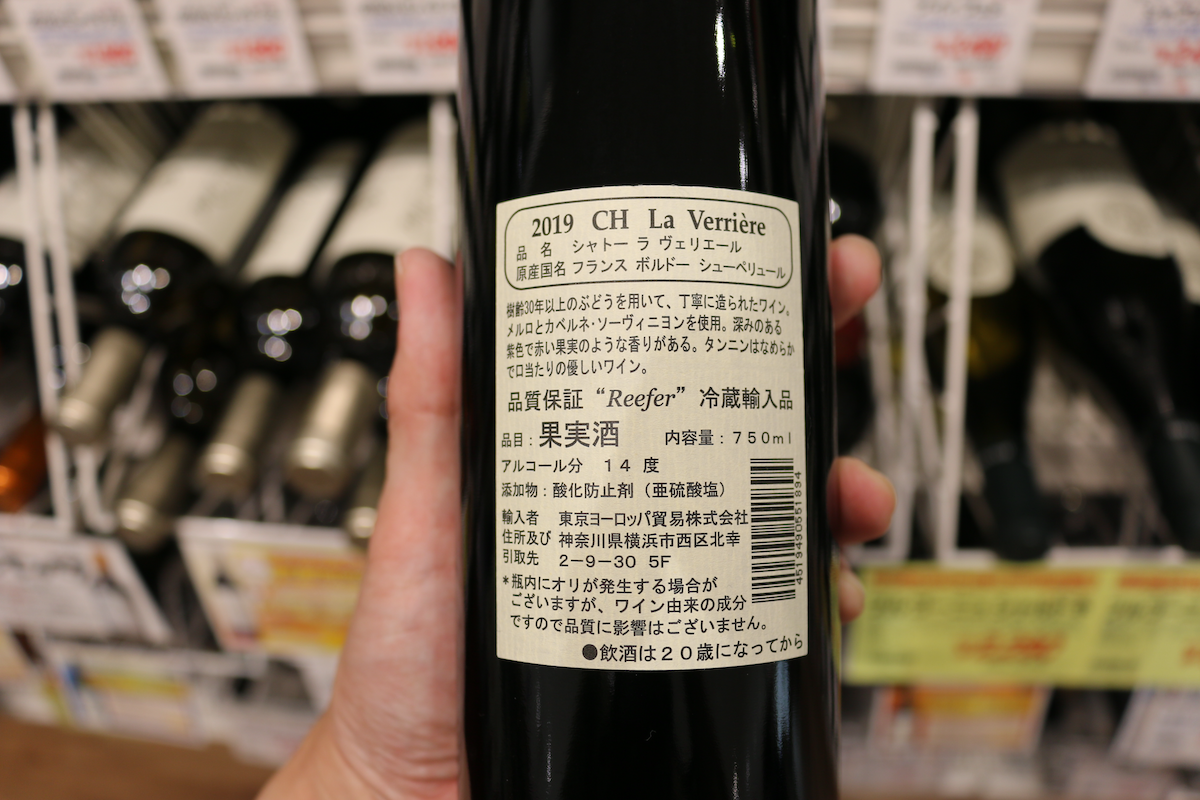 2019 CH La Verrière
品名 シャトー ラ ヴェリエール
原産国名 フランス ボルドー シューペリュール
樹齢30年以上のぶどうを用いて、丁寧に造られたワイン。
メルロとカベルネ・ソーヴィニヨンを使用。深みのある
紫色で赤い果実のような香りがある。タンニンはなめらか
で口当たりの優しいワイン。
品質保証 “Reefer” 冷蔵輸入品
品目：果実酒 内容量：750ml
アルコール分 14度
添加物：酸化防止剤（亜硫酸塩）
輸入者 東京ヨーロッパ貿易株式会社
住所及び 神奈川県横浜市西区北幸
引取先 2-9-30 5F
4519490551894
*瓶内にオリが発生する場合が
ございますが、ワイン由来の成分
ですので品質に影響はございません。
●飲酒は20歳になってから